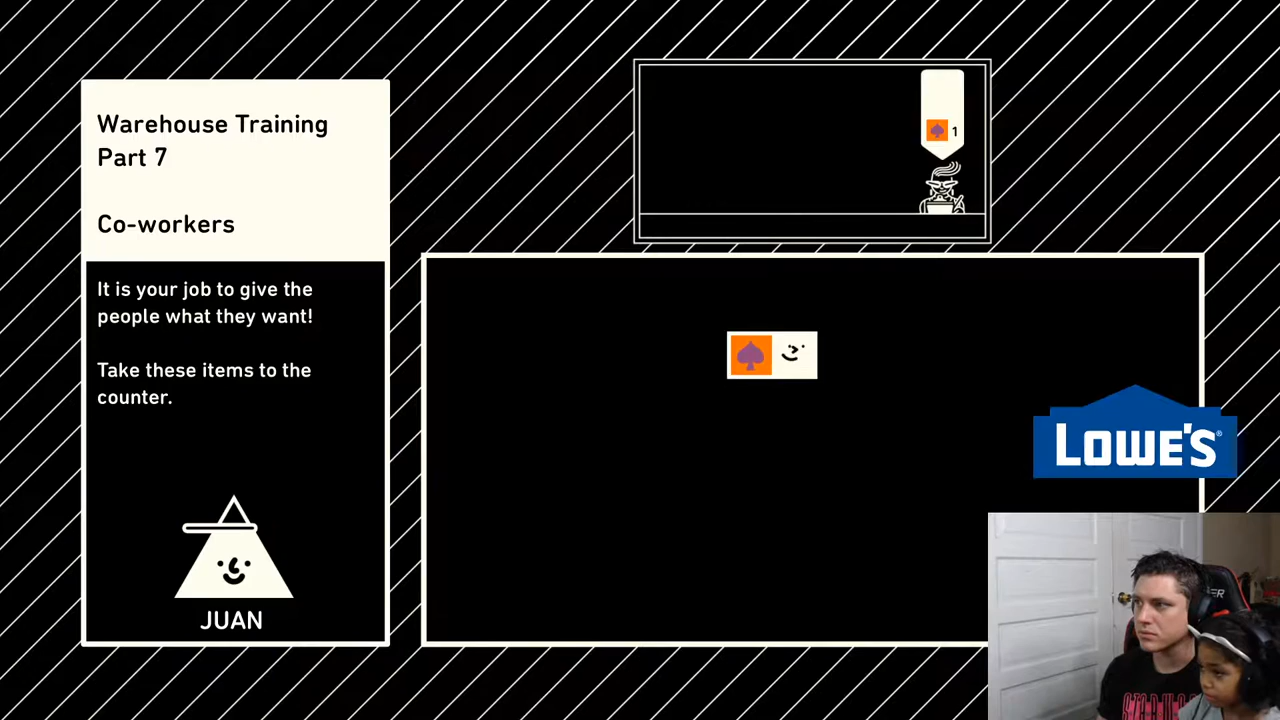 Warehouse Training
Part 7
Co-workers
It is your job to give the
people what they want!
Take these items to the
counter.
JUAN
1
LOWE'S®